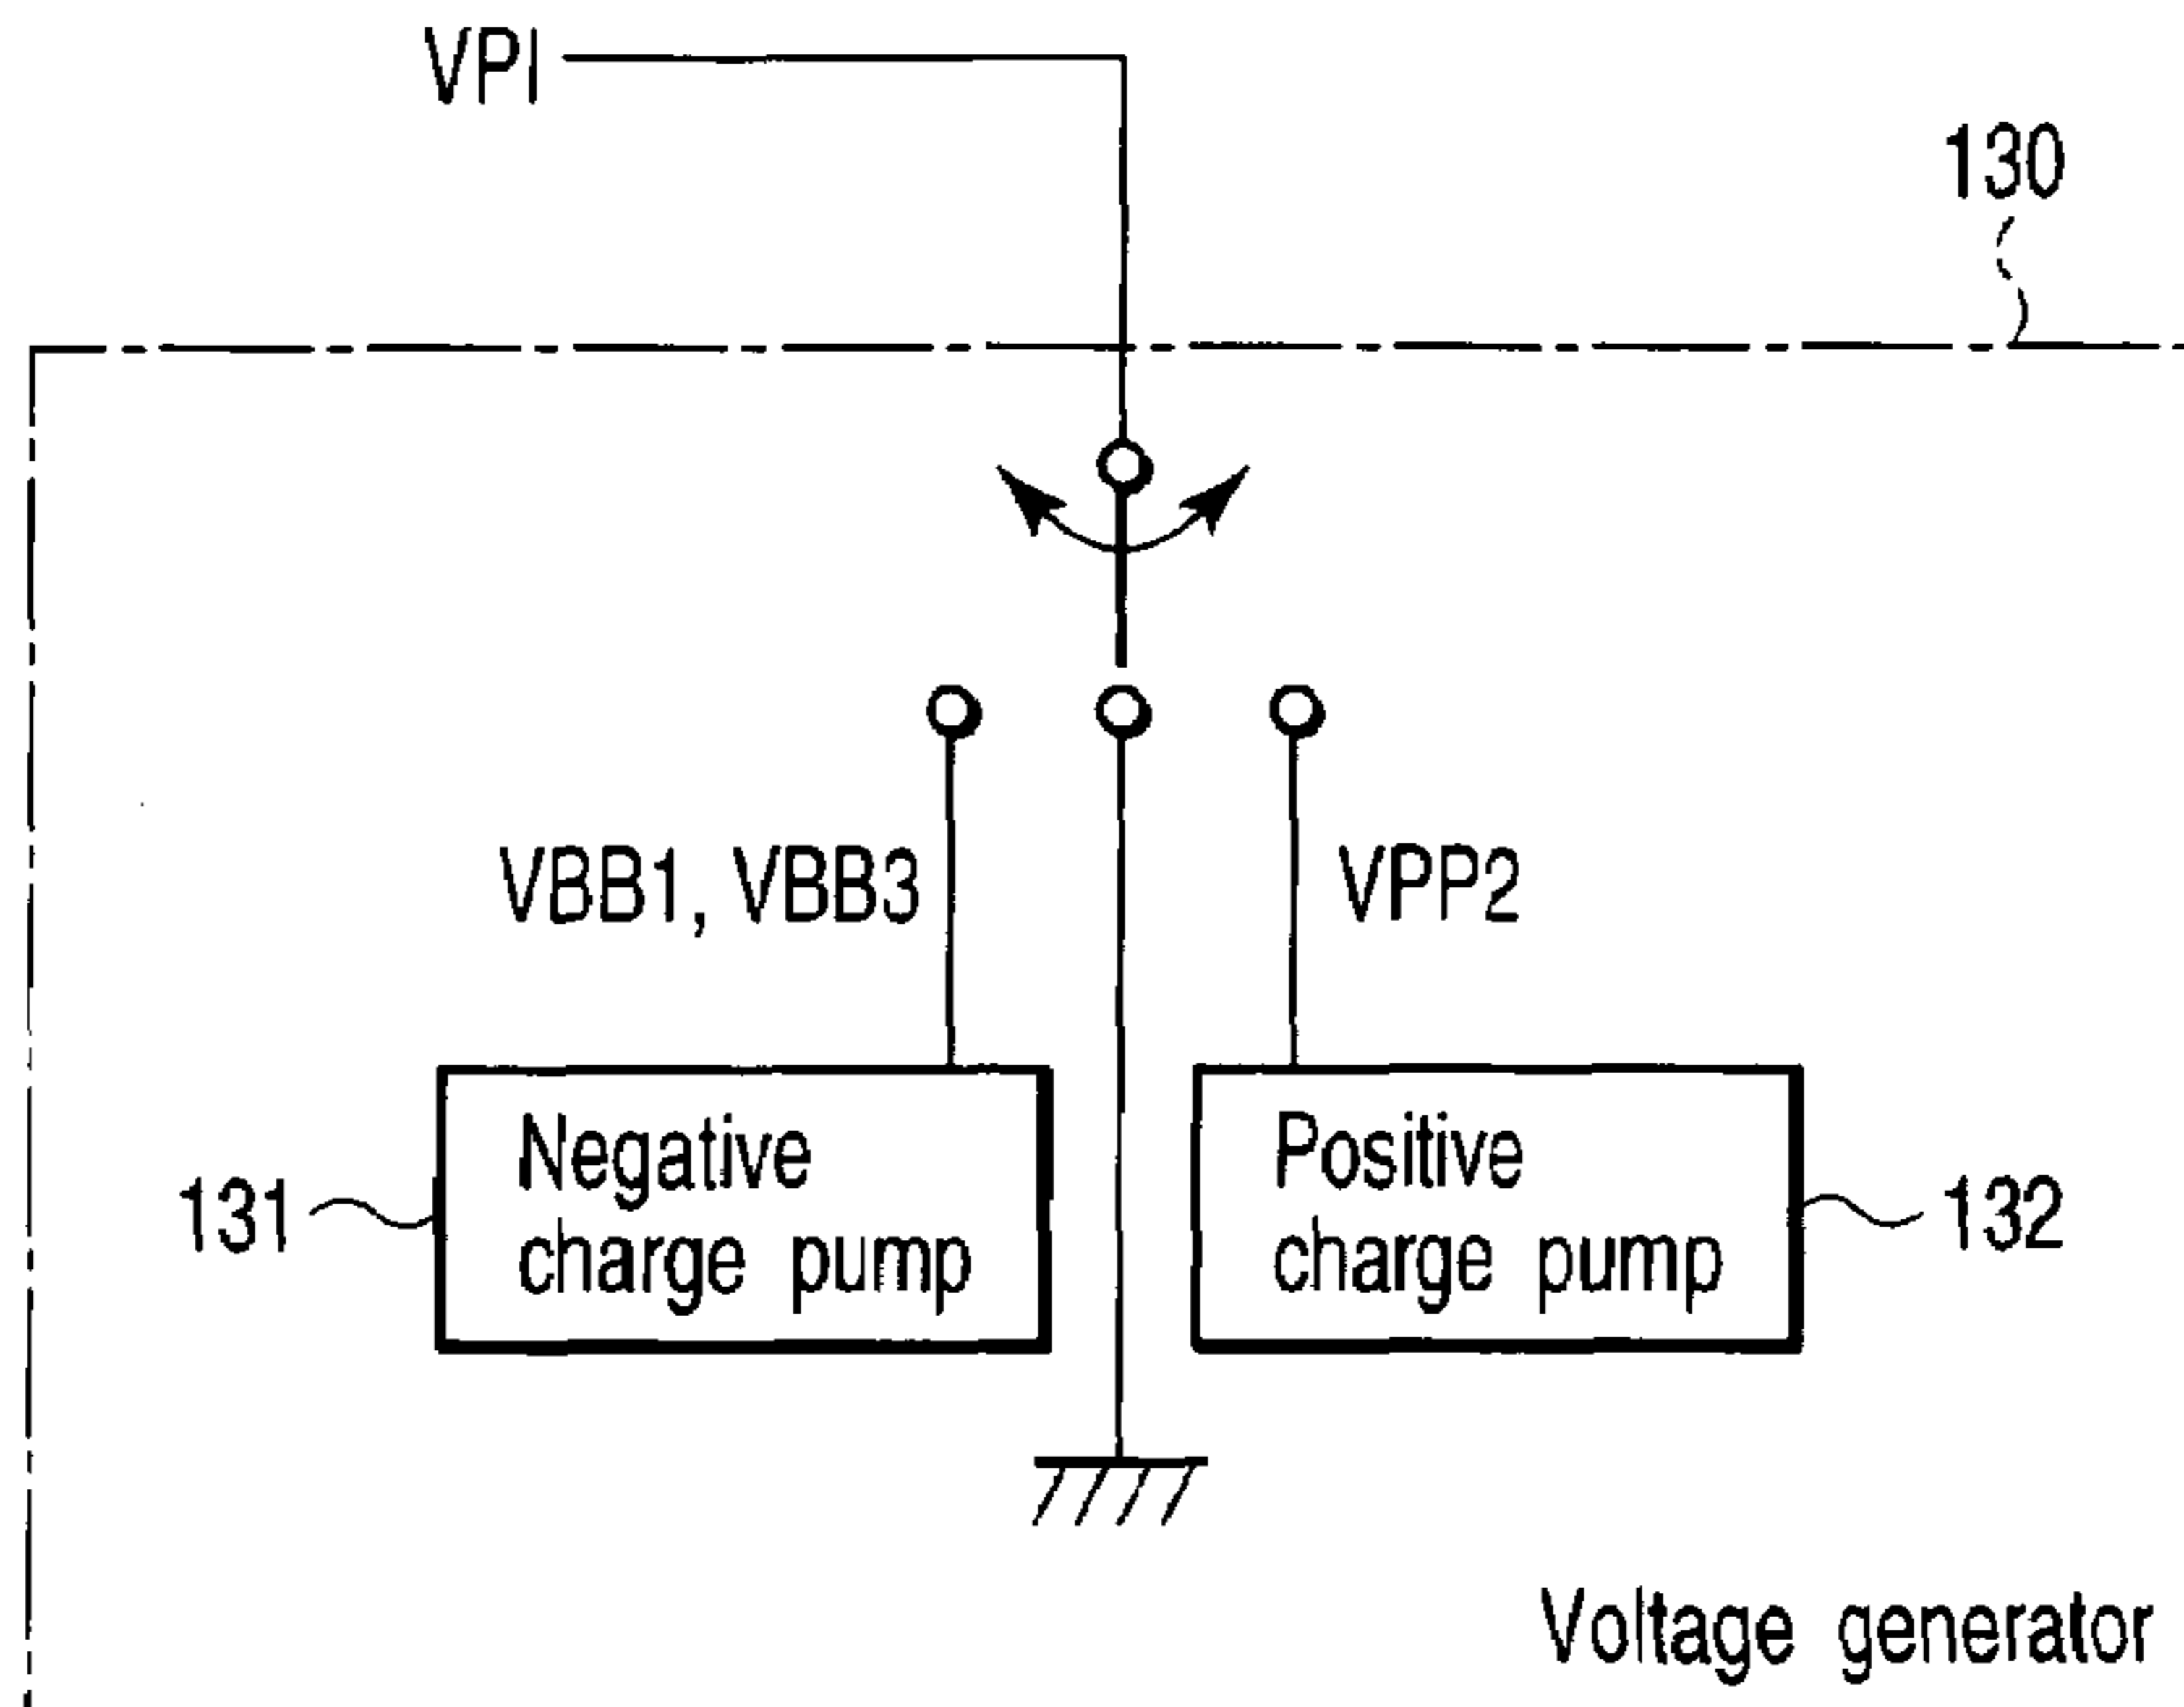 VPI
130
VBB1, VBB3
VPP2
131
Negative
charge pump
Positive
charge pump
132
Voltage generator